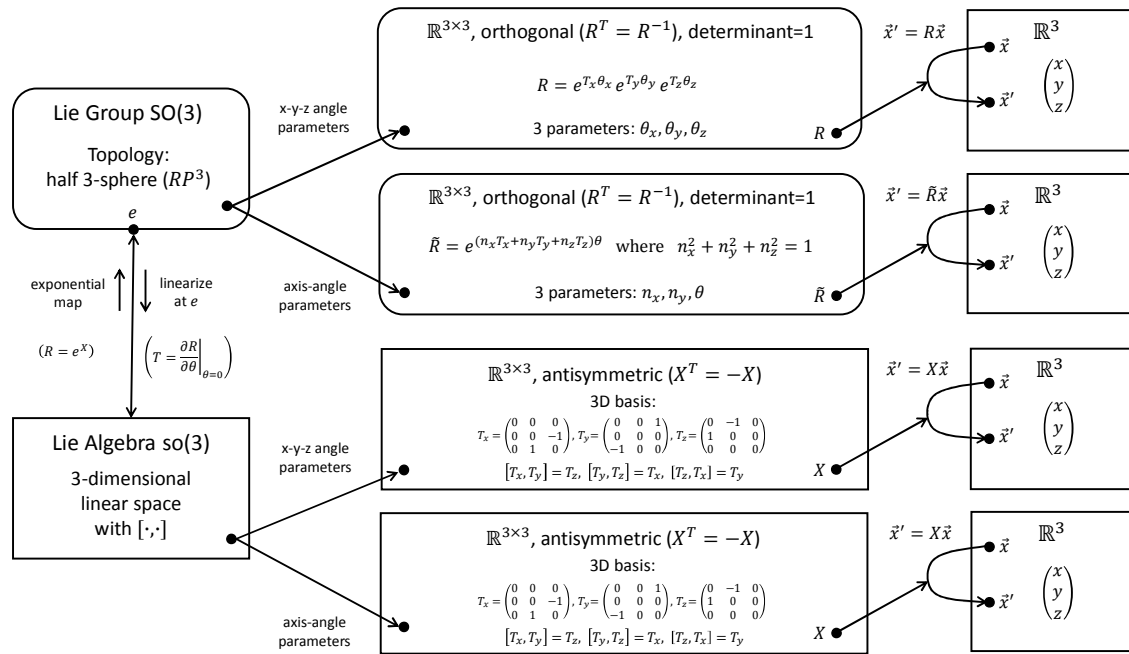 Lie Group SO(3)
Topology:
half 3-sphere (RP³)
e
x-y-z angle
parameters
axis-angle
parameters
ℝ³ˣ³, orthogonal (Rᵀ = R⁻¹), determinant=1
R = e^{T_xθ_x} e^{T_yθ_y} e^{T_zθ_z}
3 parameters: θ_x, θ_y, θ_z
R
x⃗′ = Rx⃗
ℝ³
x⃗
x⃗′
(x y z)
ℝ³ˣ³, orthogonal (Rᵀ = R⁻¹), determinant=1
R̃ = e^{(n_xT_x+n_yT_y+n_zT_z)θ} where n_x² + n_y² + n_z² = 1
3 parameters: n_x, n_y, θ
R̃
x⃗′ = R̃x⃗
ℝ³
x⃗
x⃗′
(x y z)
exponential
map
(R = e^X)
linearize
at e
(T = ∂R/∂θ|_{θ=0})
Lie Algebra so(3)
3-dimensional
linear space
with [·,·]
x-y-z angle
parameters
axis-angle
parameters
ℝ³ˣ³, antisymmetric (Xᵀ = −X)
3D basis:
T_x = (0 0 0; 0 0 −1; 0 1 0), T_y = (0 0 1; 0 0 0; −1 0 0), T_z = (0 −1 0; 1 0 0; 0 0 0)
[T_x, T_y] = T_z, [T_y, T_z] = T_x, [T_z, T_x] = T_y
X
x⃗′ = Xx⃗
ℝ³
x⃗
x⃗′
(x y z)
ℝ³ˣ³, antisymmetric (Xᵀ = −X)
3D basis:
T_x = (0 0 0; 0 0 −1; 0 1 0), T_y = (0 0 1; 0 0 0; −1 0 0), T_z = (0 −1 0; 1 0 0; 0 0 0)
[T_x, T_y] = T_z, [T_y, T_z] = T_x, [T_z, T_x] = T_y
X
x⃗′ = Xx⃗
ℝ³
x⃗
x⃗′
(x y z)